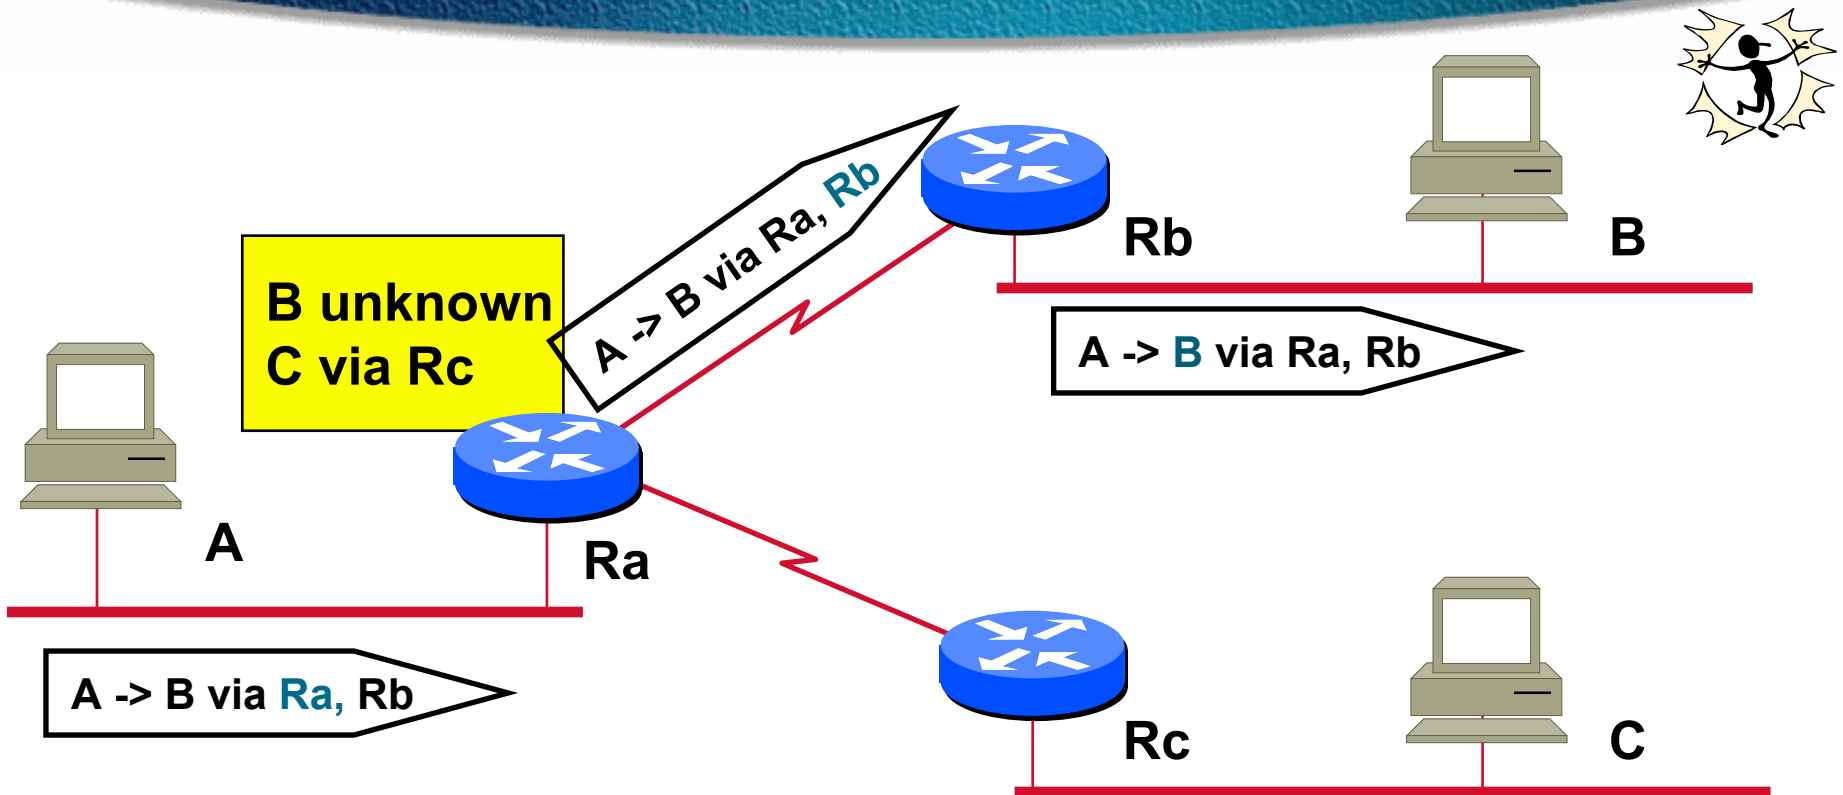 A -> B via Ra, Rb
Rb
B
B unknown
C via Rc
A -> B via Ra, Rb
A
Ra
A -> B via Ra, Rb
Rc
C